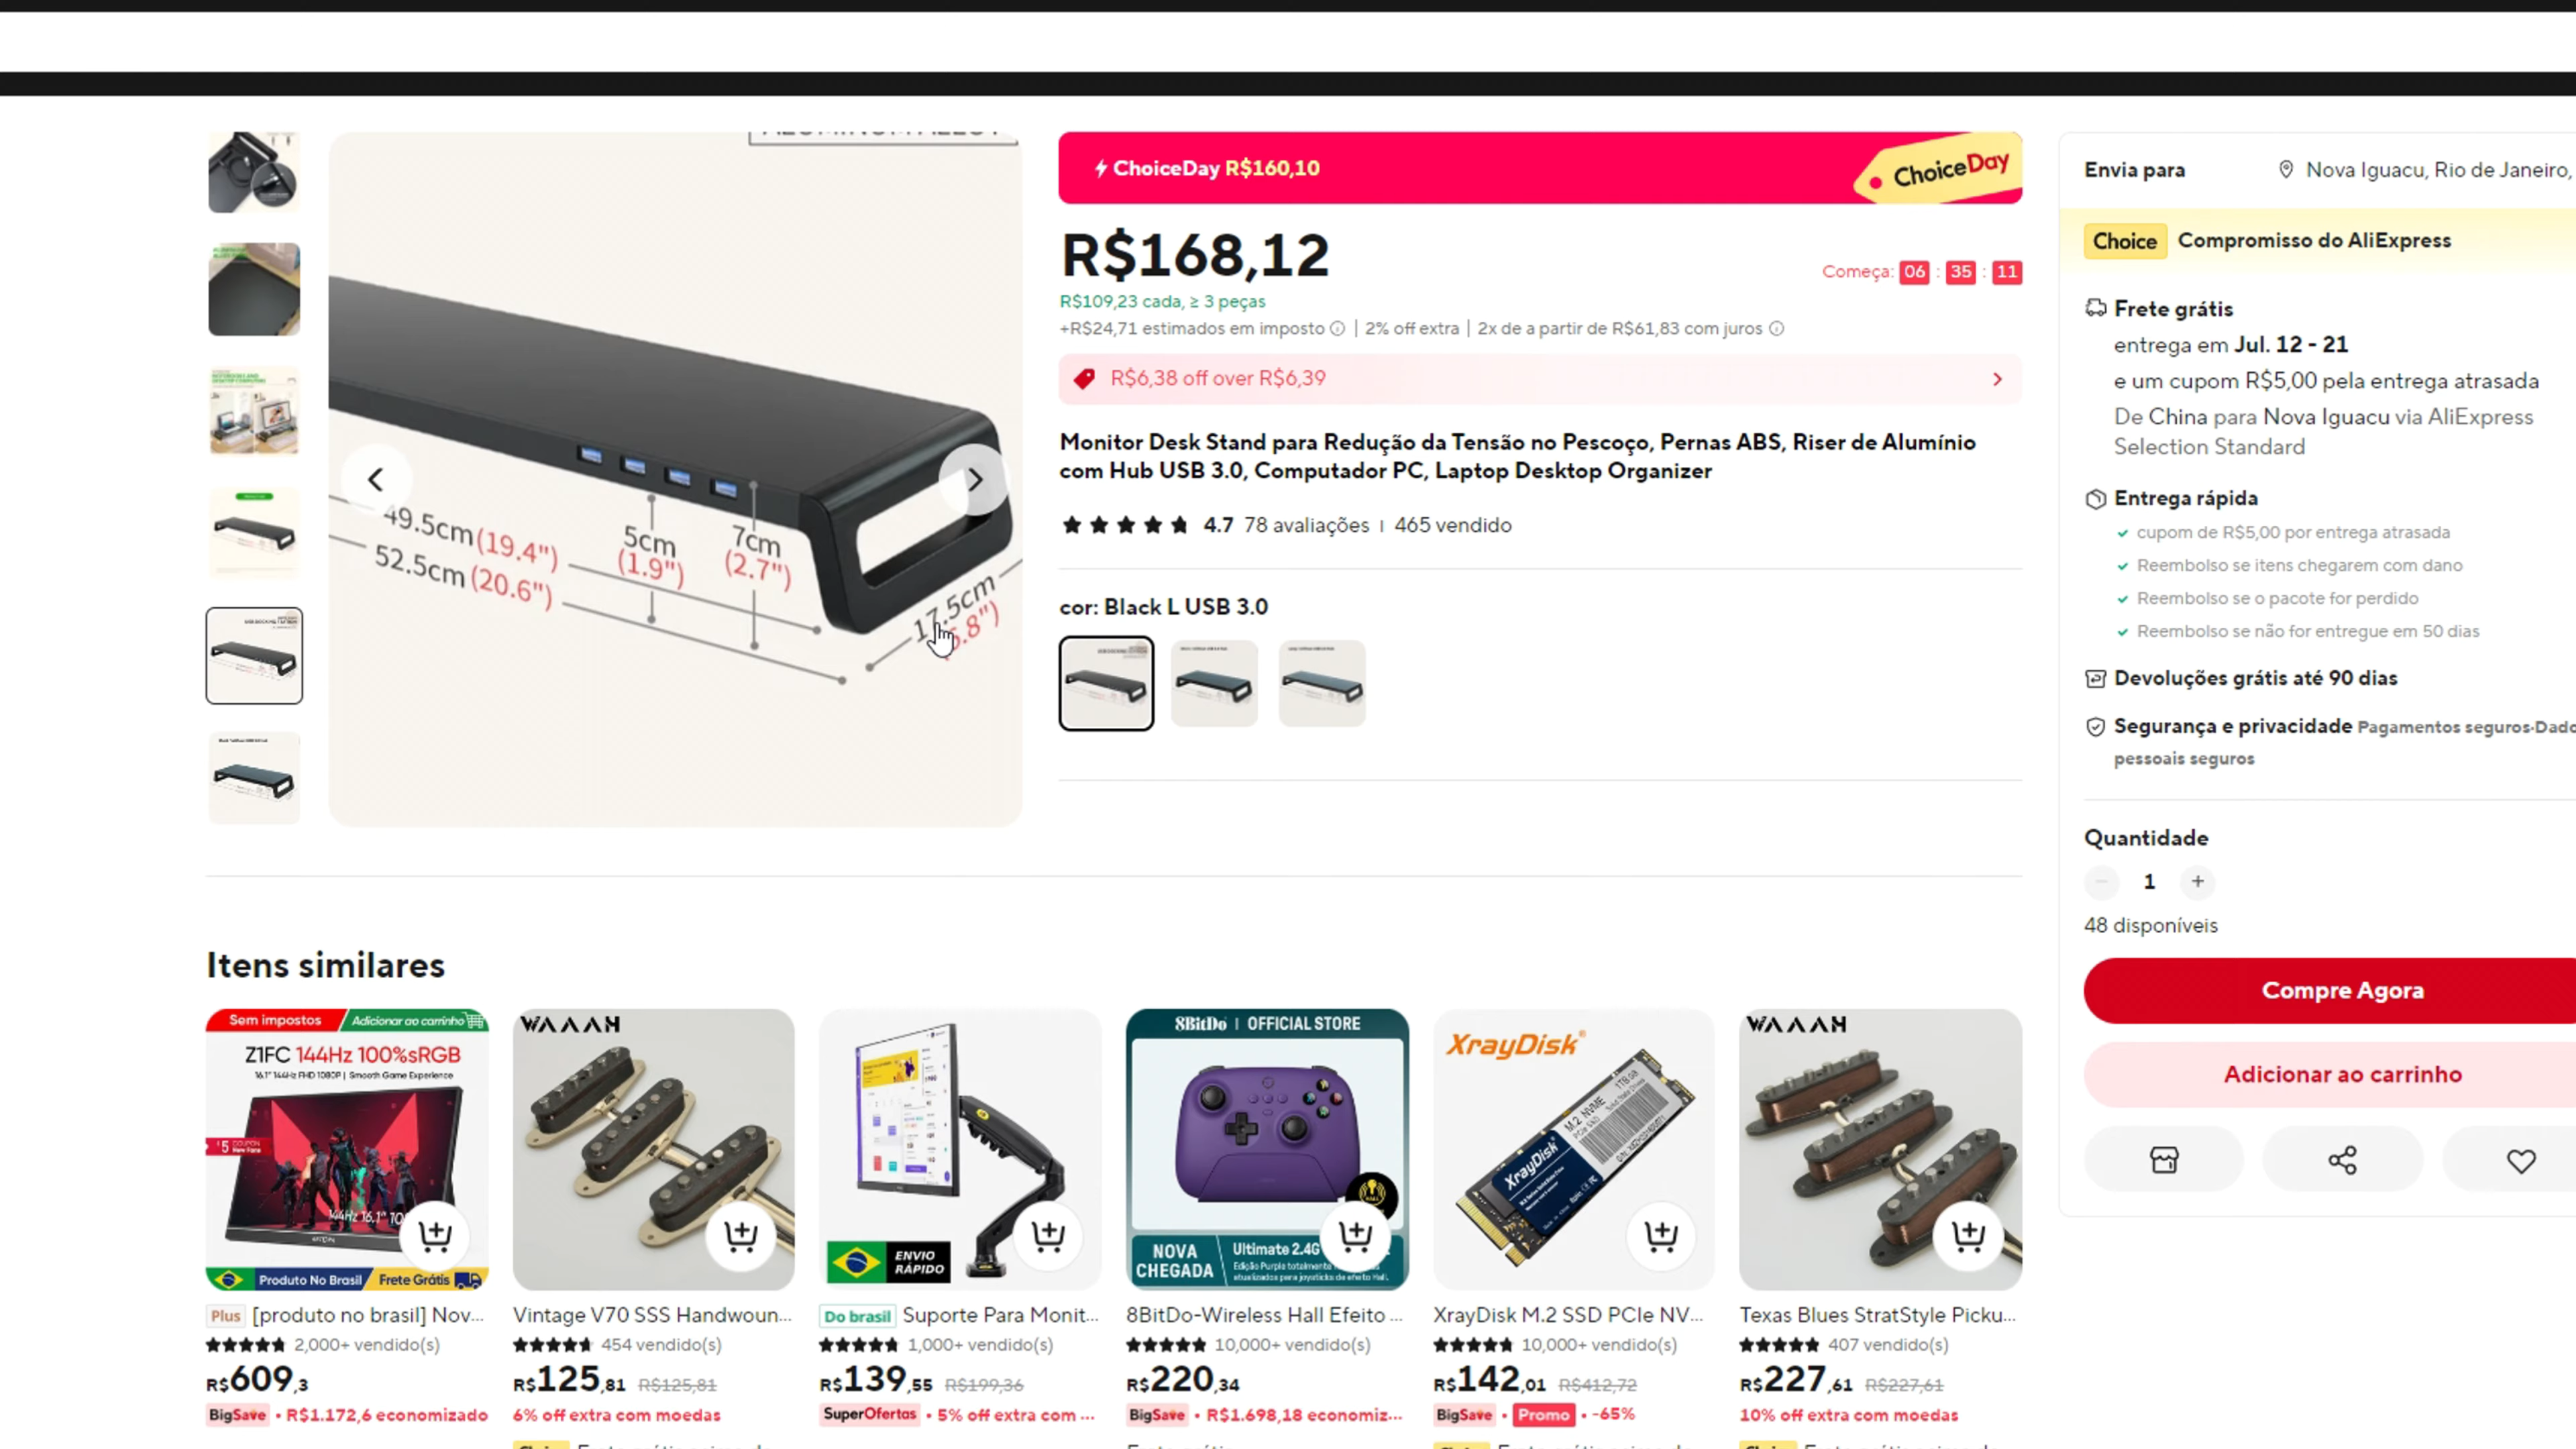 ChoiceDay R$160,10
ChoiceDay
R$168,12
Começa: 06 : 35 : 11
R$109,23 cada, ≥ 3 peças
+R$24,71 estimados em imposto | 2% off extra | 2x de a partir de R$61,83 com juros
R$6,38 off over R$6,39
Monitor Desk Stand para Redução da Tensão no Pescoço, Pernas ABS, Riser de Alumínio
com Hub USB 3.0, Computador PC, Laptop Desktop Organizer
4.7 78 avaliações | 465 vendido
cor: Black L USB 3.0
49.5cm(19.4")
52.5cm(20.6")
5cm
(1.9")
7cm
(2.7")
17.5cm
Envia para Nova Iguacu, Rio de Janeiro,
Choice Compromisso do AliExpress
Frete grátis
entrega em Jul. 12 - 21
e um cupom R$5,00 pela entrega atrasada
De China para Nova Iguacu via AliExpress
Selection Standard
Entrega rápida
cupom de R$5,00 por entrega atrasada
Reembolso se itens chegarem com dano
Reembolso se o pacote for perdido
Reembolso se não for entregue em 50 dias
Devoluções grátis até 90 dias
Segurança e privacidade Pagamentos seguros·Dado
pessoais seguros
Quantidade
1
48 disponíveis
Compre Agora
Adicionar ao carrinho
Itens similares
Sem impostos Adicionar ao carrinho
Z1FC 144Hz 100%sRGB
16.1" 144Hz FHD 1080P | Smooth Game Experience
144Hz 16.1"
Produto No Brasil Frete Grátis
Plus [produto no brasil] Nov...
2,000+ vendido(s)
R$609,3
BigSave • R$1.172,6 economizado
WAAAH
Vintage V70 SSS Handwoun...
454 vendido(s)
R$125,81 R$125,81
6% off extra com moedas
ENVIO
RÁPIDO
Do brasil Suporte Para Monit...
1,000+ vendido(s)
R$139,55 R$199,36
SuperOfertas • 5% off extra com ...
8BitDo | OFFICIAL STORE
NOVA
CHEGADA
Ultimate 2.4G
8BitDo-Wireless Hall Efeito ...
10,000+ vendido(s)
R$220,34
BigSave • R$1.698,18 economiz...
XrayDisk
XrayDisk
M.2 NVME
1TB
XrayDisk M.2 SSD PCIe NV...
10,000+ vendido(s)
R$142,01 R$412,72
BigSave • Promo • -65%
WAAAH
Texas Blues StratStyle Picku...
407 vendido(s)
R$227,61 R$227,61
10% off extra com moedas